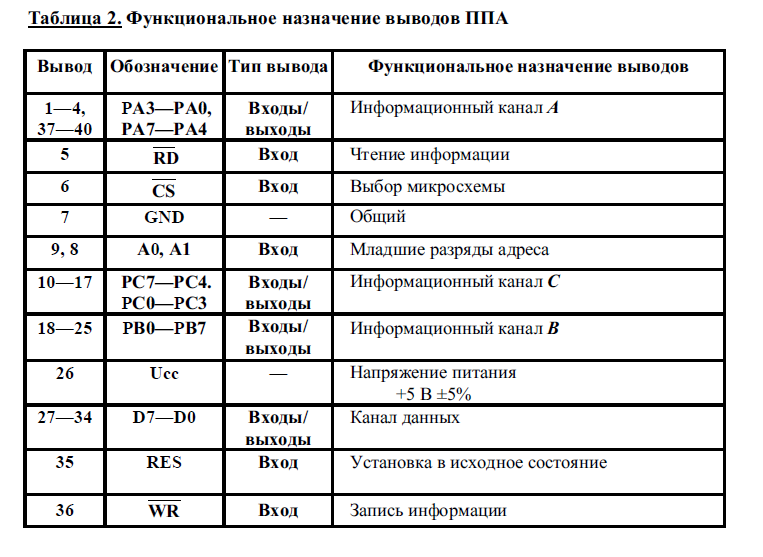 Таблица 2. Функциональное назначение выводов ППА
Вывод Обозначение Тип вывода Функциональное назначение выводов
1—4, PA3—PA0, Входы/ Информационный канал A
37—40 PA7—PA4 выходы
5 R̅D̅ Вход Чтение информации
6 C̅S̅ Вход Выбор микросхемы
7 GND — Общий
9, 8 A0, A1 Вход Младшие разряды адреса
10—17 PC7—PC4. Входы/ Информационный канал C
PC0—PC3 выходы
18—25 PB0—PB7 Входы/ Информационный канал B
выходы
26 Ucc — Напряжение питания
+5 В ±5%
27—34 D7—D0 Входы/ Канал данных
выходы
35 RES Вход Установка в исходное состояние
36 W̅R̅ Вход Запись информации